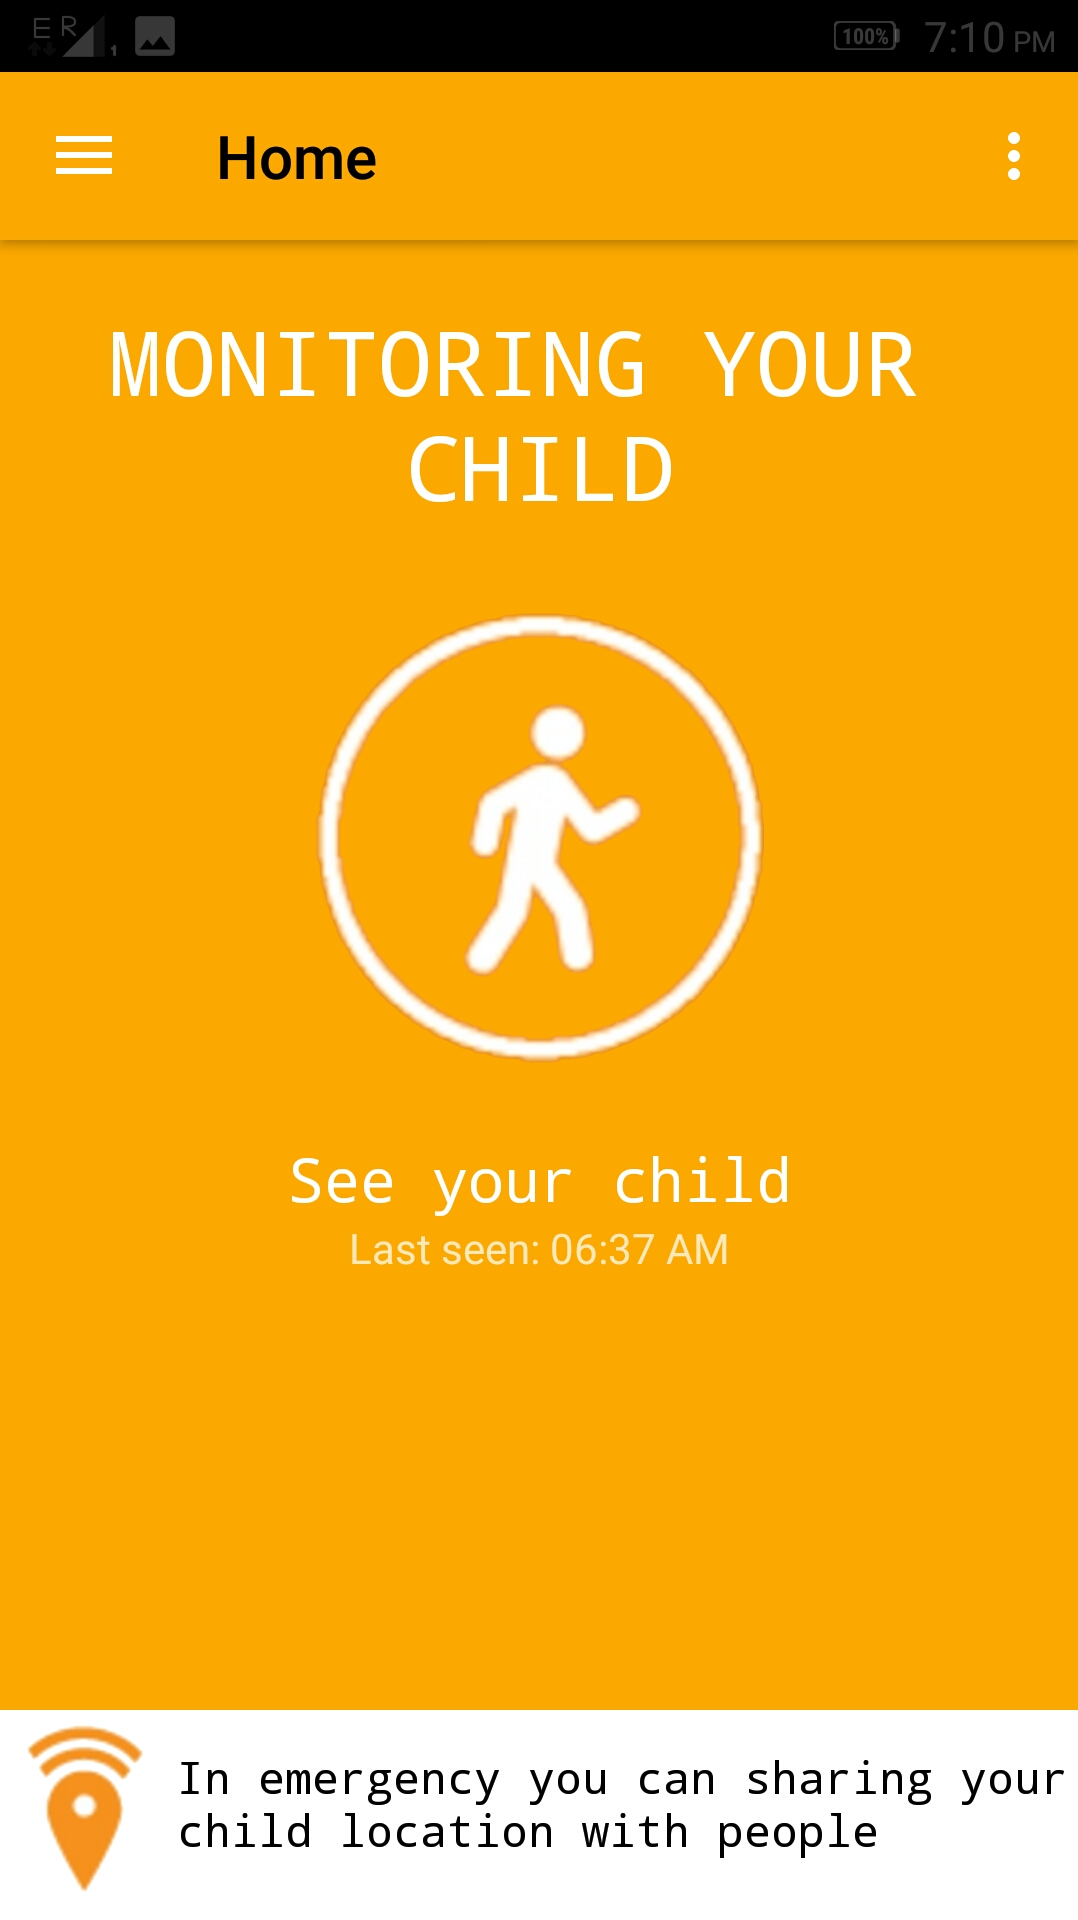 E R 1 100% 7:10 PM
Home
MONITORING YOUR
CHILD
See your child
Last seen: 06:37 AM
In emergency you can sharing your
child location with people